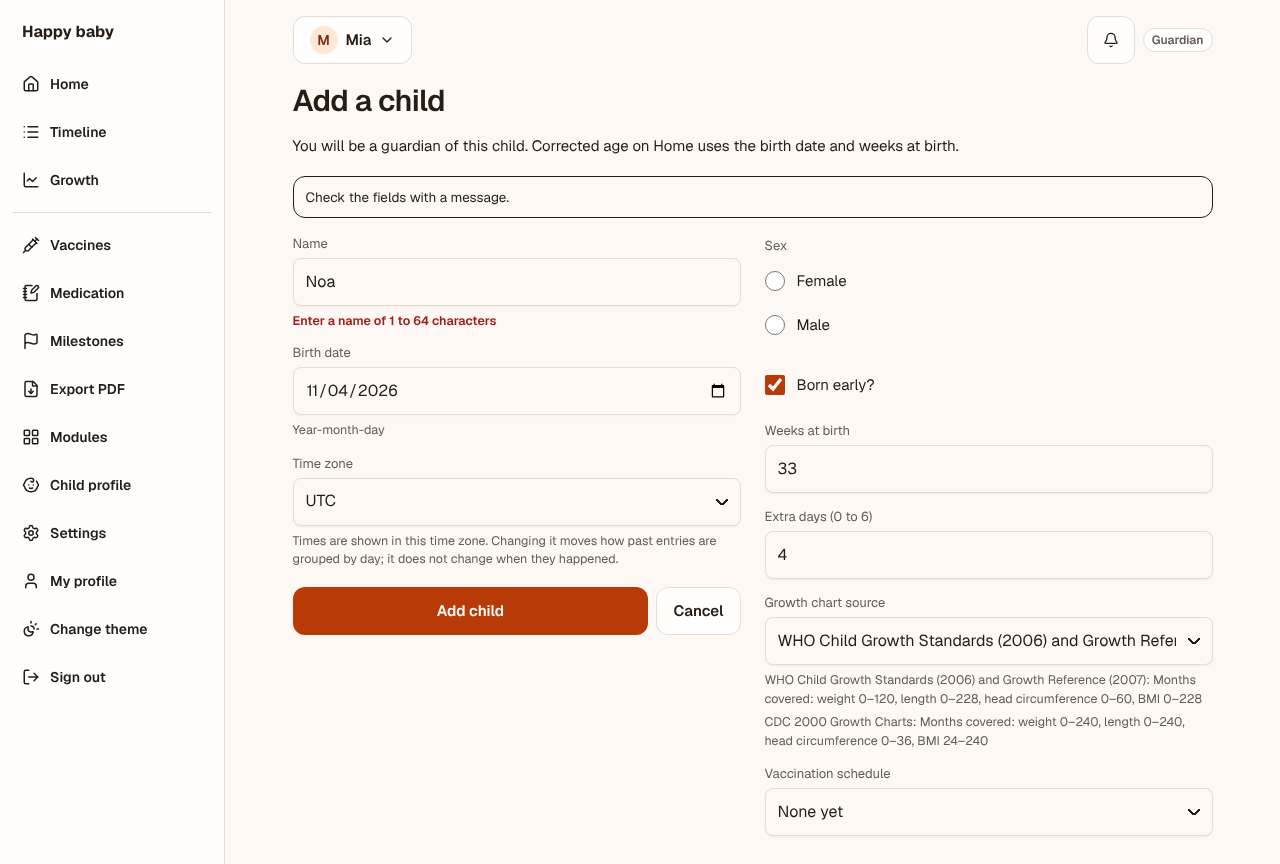 Happy baby
Home
Timeline
Growth
Vaccines
Medication
Milestones
Export PDF
Modules
Child profile
Settings
My profile
Change theme
Sign out
M
Mia
Guardian
Add a child
You will be a guardian of this child. Corrected age on Home uses the birth date and weeks at birth.
Check the fields with a message.
Name
Noa
Enter a name of 1 to 64 characters
Birth date
11/04/2026
Year-month-day
Time zone
UTC
Times are shown in this time zone. Changing it moves how past entries are
grouped by day; it does not change when they happened.
Add child
Cancel
Sex
Female
Male
Born early?
Weeks at birth
33
Extra days (0 to 6)
4
Growth chart source
WHO Child Growth Standards (2006) and Growth Refer
WHO Child Growth Standards (2006) and Growth Reference (2007): Months
covered: weight 0–120, length 0–228, head circumference 0–60, BMI 0–228
CDC 2000 Growth Charts: Months covered: weight 0–240, length 0–240,
head circumference 0–36, BMI 24–240
Vaccination schedule
None yet